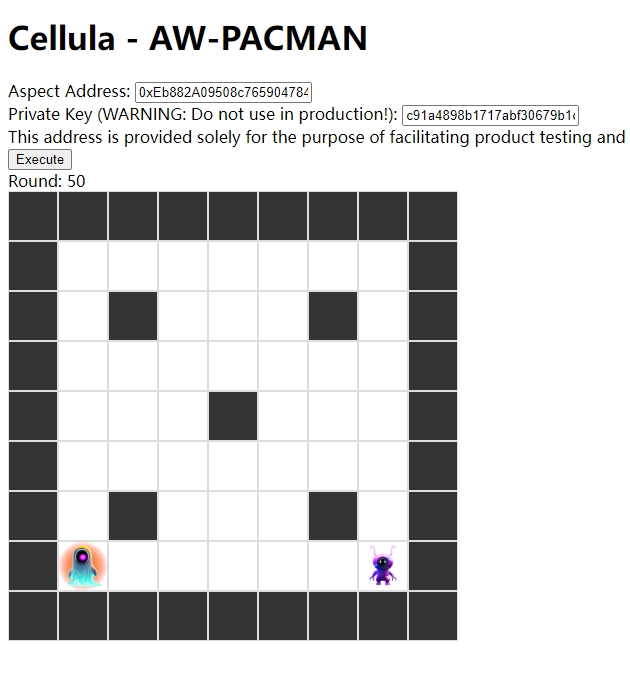 Cellula - AW-PACMAN
Aspect Address: 0xEb882A09508c765904784
Private Key (WARNING: Do not use in production!): c91a4898b1717abf30679b1
This address is provided solely for the purpose of facilitating product testing and
Execute
Round: 50